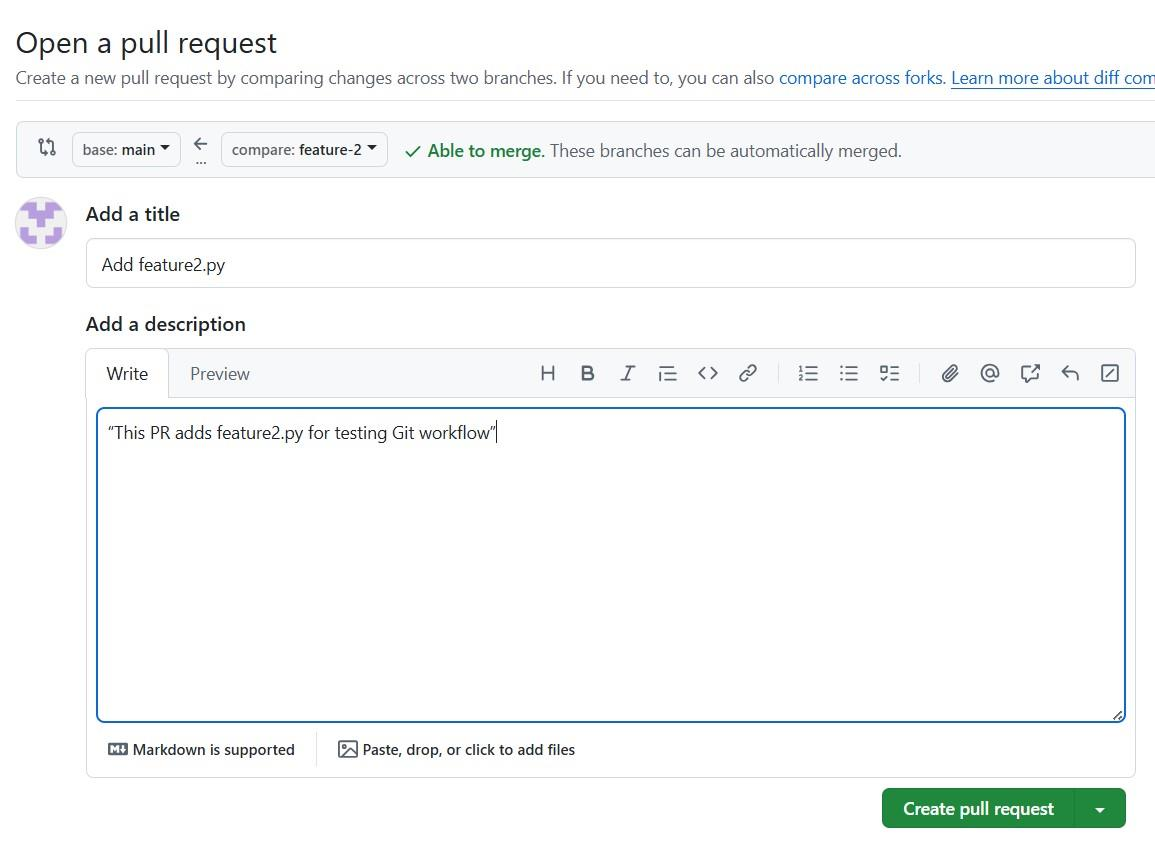 Open a pull request
Create a new pull request by comparing changes across two branches. If you need to, you can also compare across forks. Learn more about diff com
base: main ← compare: feature-2 ✓ Able to merge. These branches can be automatically merged.
...
Add a title
Add feature2.py
Add a description
Write Preview
“This PR adds feature2.py for testing Git workflow”
Markdown is supported Paste, drop, or click to add files
Create pull request